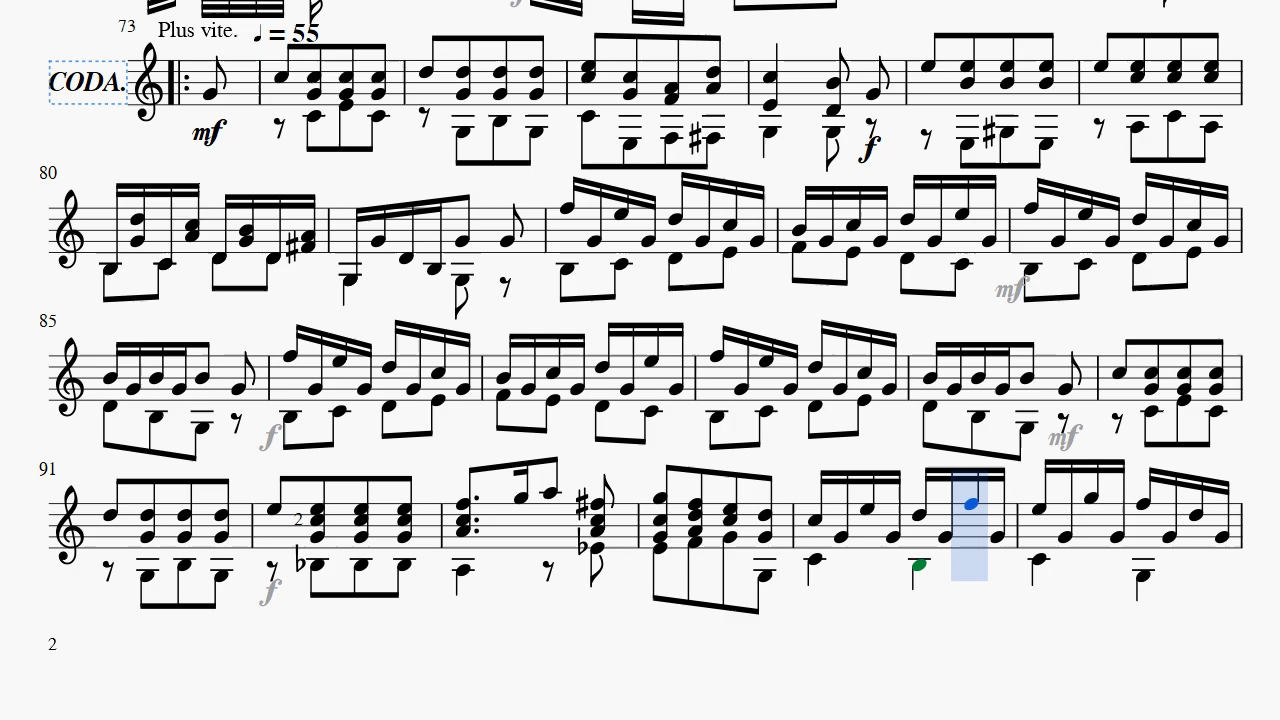 f
73 Plus vite. ♩ = 55
CODA.
mf f
80
mf
85
f mf
91
2
f
2